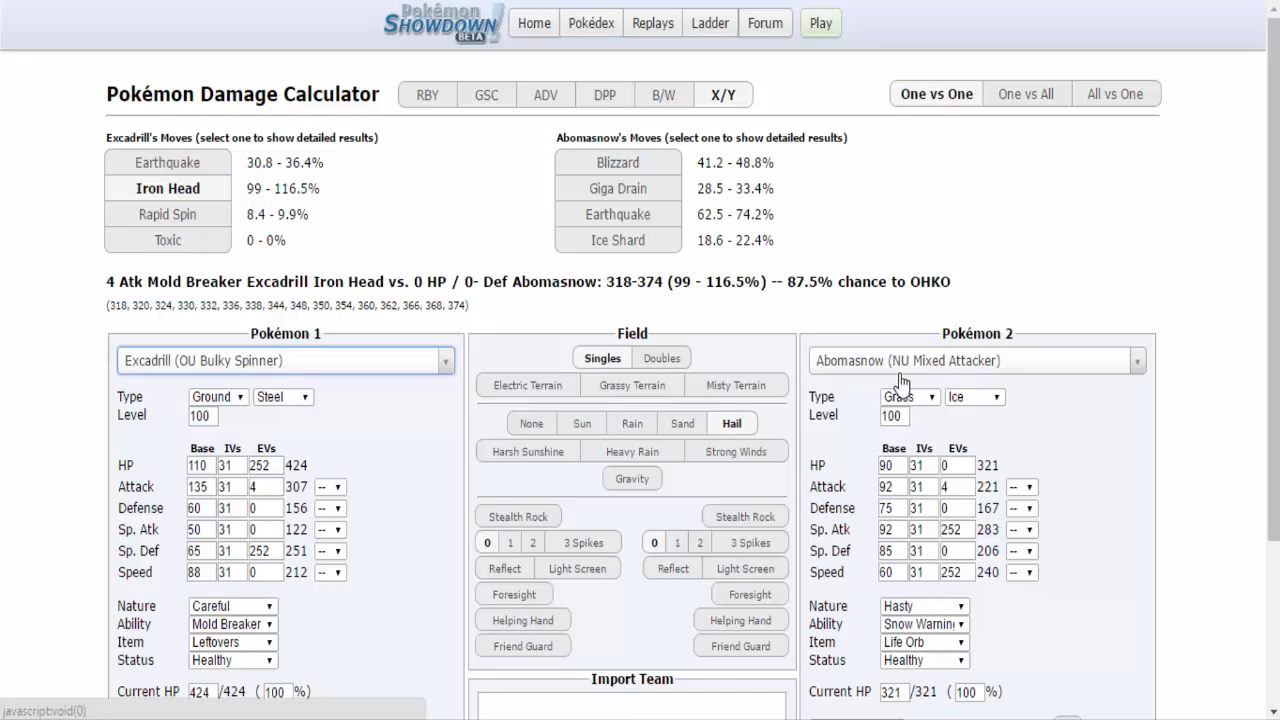 Pokémon SHOWDOWN! BETA Home Pokédex Replays Ladder Forum Play
Pokémon Damage Calculator RBY GSC ADV DPP B/W X/Y One vs One One vs All All vs One
Excadrill's Moves (select one to show detailed results) Abomasnow's Moves (select one to show detailed results)
Earthquake 30.8 - 36.4% Blizzard 41.2 - 48.8%
Iron Head 99 - 116.5% Giga Drain 28.5 - 33.4%
Rapid Spin 8.4 - 9.9% Earthquake 62.5 - 74.2%
Toxic 0 - 0% Ice Shard 18.6 - 22.4%
4 Atk Mold Breaker Excadrill Iron Head vs. 0 HP / 0- Def Abomasnow: 318-374 (99 - 116.5%) -- 87.5% chance to OHKO
(318, 320, 324, 330, 332, 336, 338, 344, 348, 350, 354, 360, 362, 366, 368, 374)
Pokémon 1 Field Pokémon 2
Excadrill (OU Bulky Spinner) Singles Doubles Abomasnow (NU Mixed Attacker)
Electric Terrain Grassy Terrain Misty Terrain
Type Ground Steel Type Grass Ice
Level 100 None Sun Rain Sand Hail Level 100
Base IVs EVs Harsh Sunshine Heavy Rain Strong Winds Base IVs EVs
HP 110 31 252 424 Gravity HP 90 31 0 321
Attack 135 31 4 307 -- Attack 92 31 4 221 --
Defense 60 31 0 156 -- Stealth Rock Stealth Rock Defense 75 31 0 167 --
Sp. Atk 50 31 0 122 -- 0 1 2 3 Spikes 0 1 2 3 Spikes Sp. Atk 92 31 252 283 --
Sp. Def 65 31 252 251 -- Reflect Light Screen Reflect Light Screen Sp. Def 85 31 0 206 --
Speed 88 31 0 212 -- Foresight Foresight Speed 60 31 252 240 --
Nature Careful Helping Hand Helping Hand Nature Hasty
Ability Mold Breaker Friend Guard Friend Guard Ability Snow Warning
Item Leftovers Item Life Orb
Status Healthy Status Healthy
Import Team
Current HP 424 /424 ( 100 %) Current HP 321 /321 ( 100 %)
javascript:void(0)